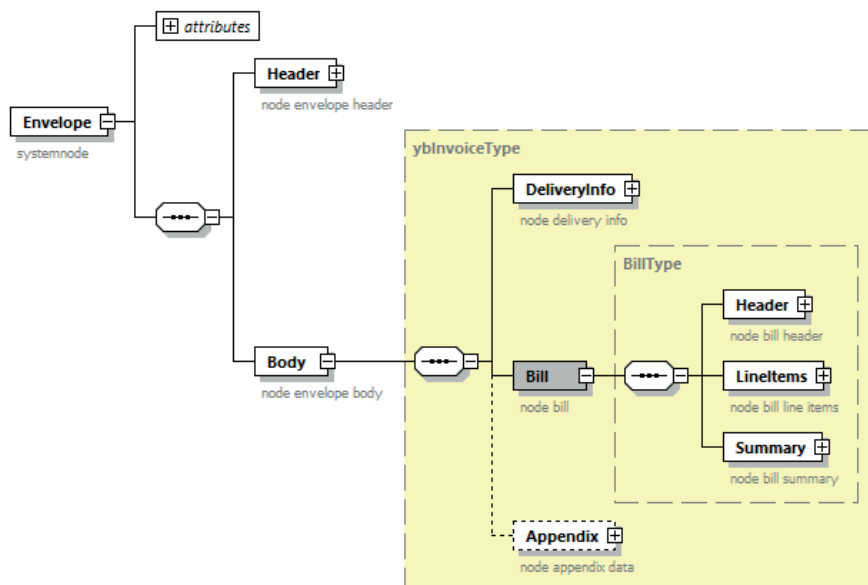 attributes
Header
node envelope header
Envelope
systemnode
ybInvoiceType
DeliveryInfo
node delivery info
BillType
Header
node bill header
Body
node envelope body
Bill
node bill
LineItems
node bill line items
Summary
node bill summary
Appendix
node appendix data